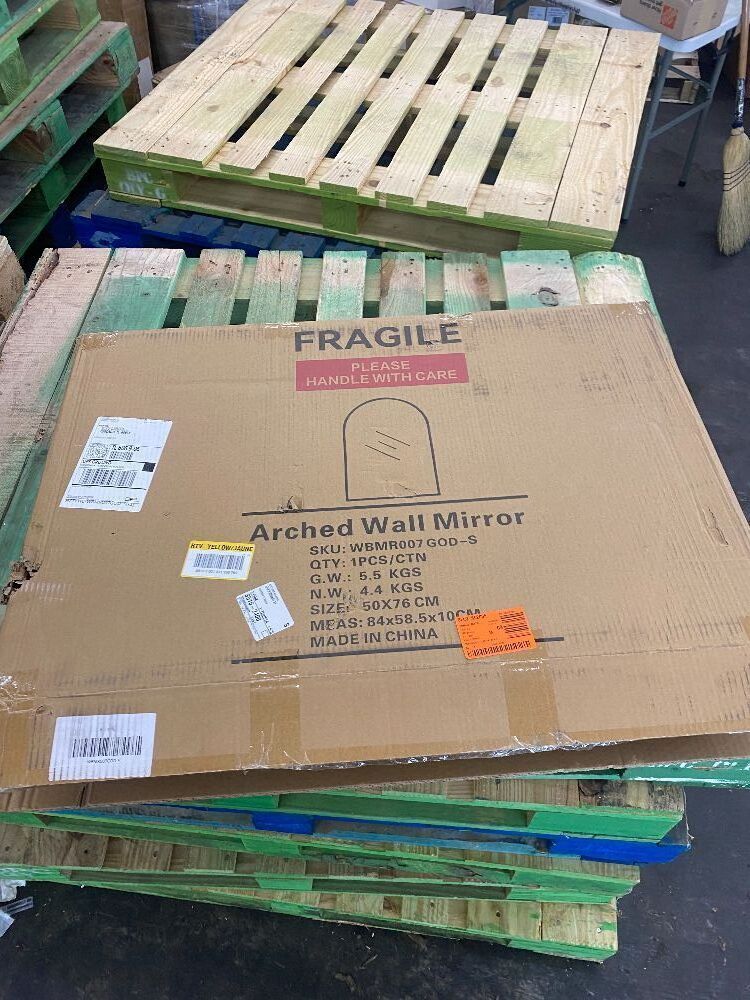 FRAGILE
PLEASE
HANDLE WITH CARE
Arched Wall Mirror
SKU: WBMR007 GOD-S
QTY: 1PCS/CTN
G.W.: 5.5 KGS
N.W.: 4.4 KGS
SIZE: 50X76 CM
MEAS: 84x58.5x10CM
MADE IN CHINA